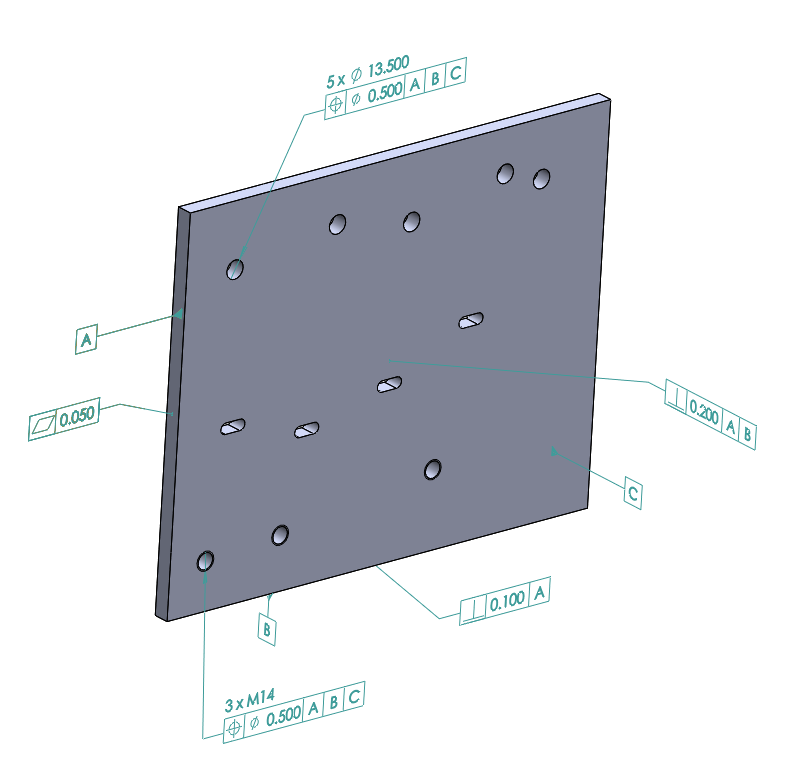 5 x ⌀ 13.500
⌖ ⌀ 0.500 A B C
A
⏥ 0.050
⟂ 0.200 A B
C
⟂ 0.100 A
B
3 x M14
⌖ ⌀ 0.500 A B C